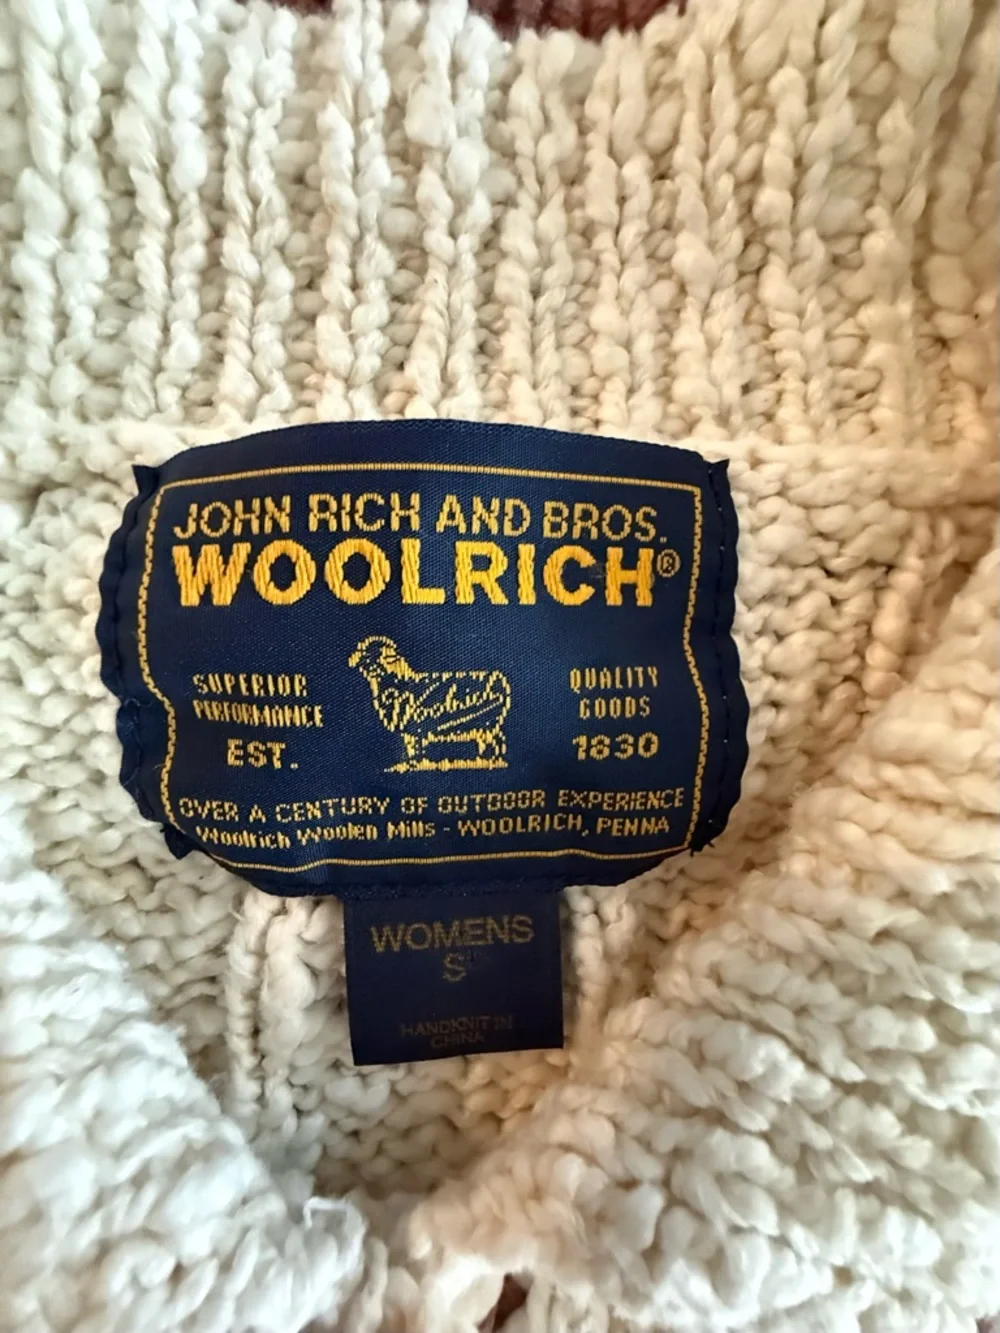 JOHN RICH AND BROS.
WOOLRICH®
SUPERIOR PERFORMANCE
Woolrich
QUALITY GOODS
EST.
1830
OVER A CENTURY OF OUTDOOR EXPERIENCE
Woolrich Woolen Mills - WOOLRICH, PENNA
WOMENS
S
HANDKNIT IN
CHINA